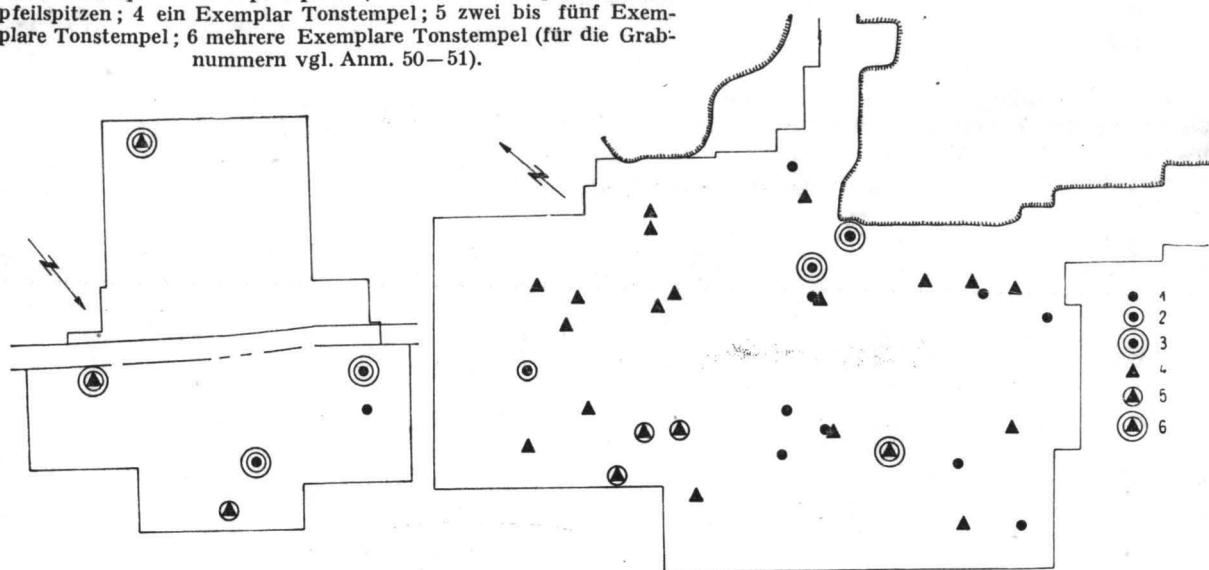 pfeilspitzen; 4 ein Exemplar Tonstempel; 5 zwei bis fünf Exem-
plare Tonstempel; 6 mehrere Exemplare Tonstempel (für die Grab-
nummern vgl. Anm. 50—51).
1
2
3
4
5
6